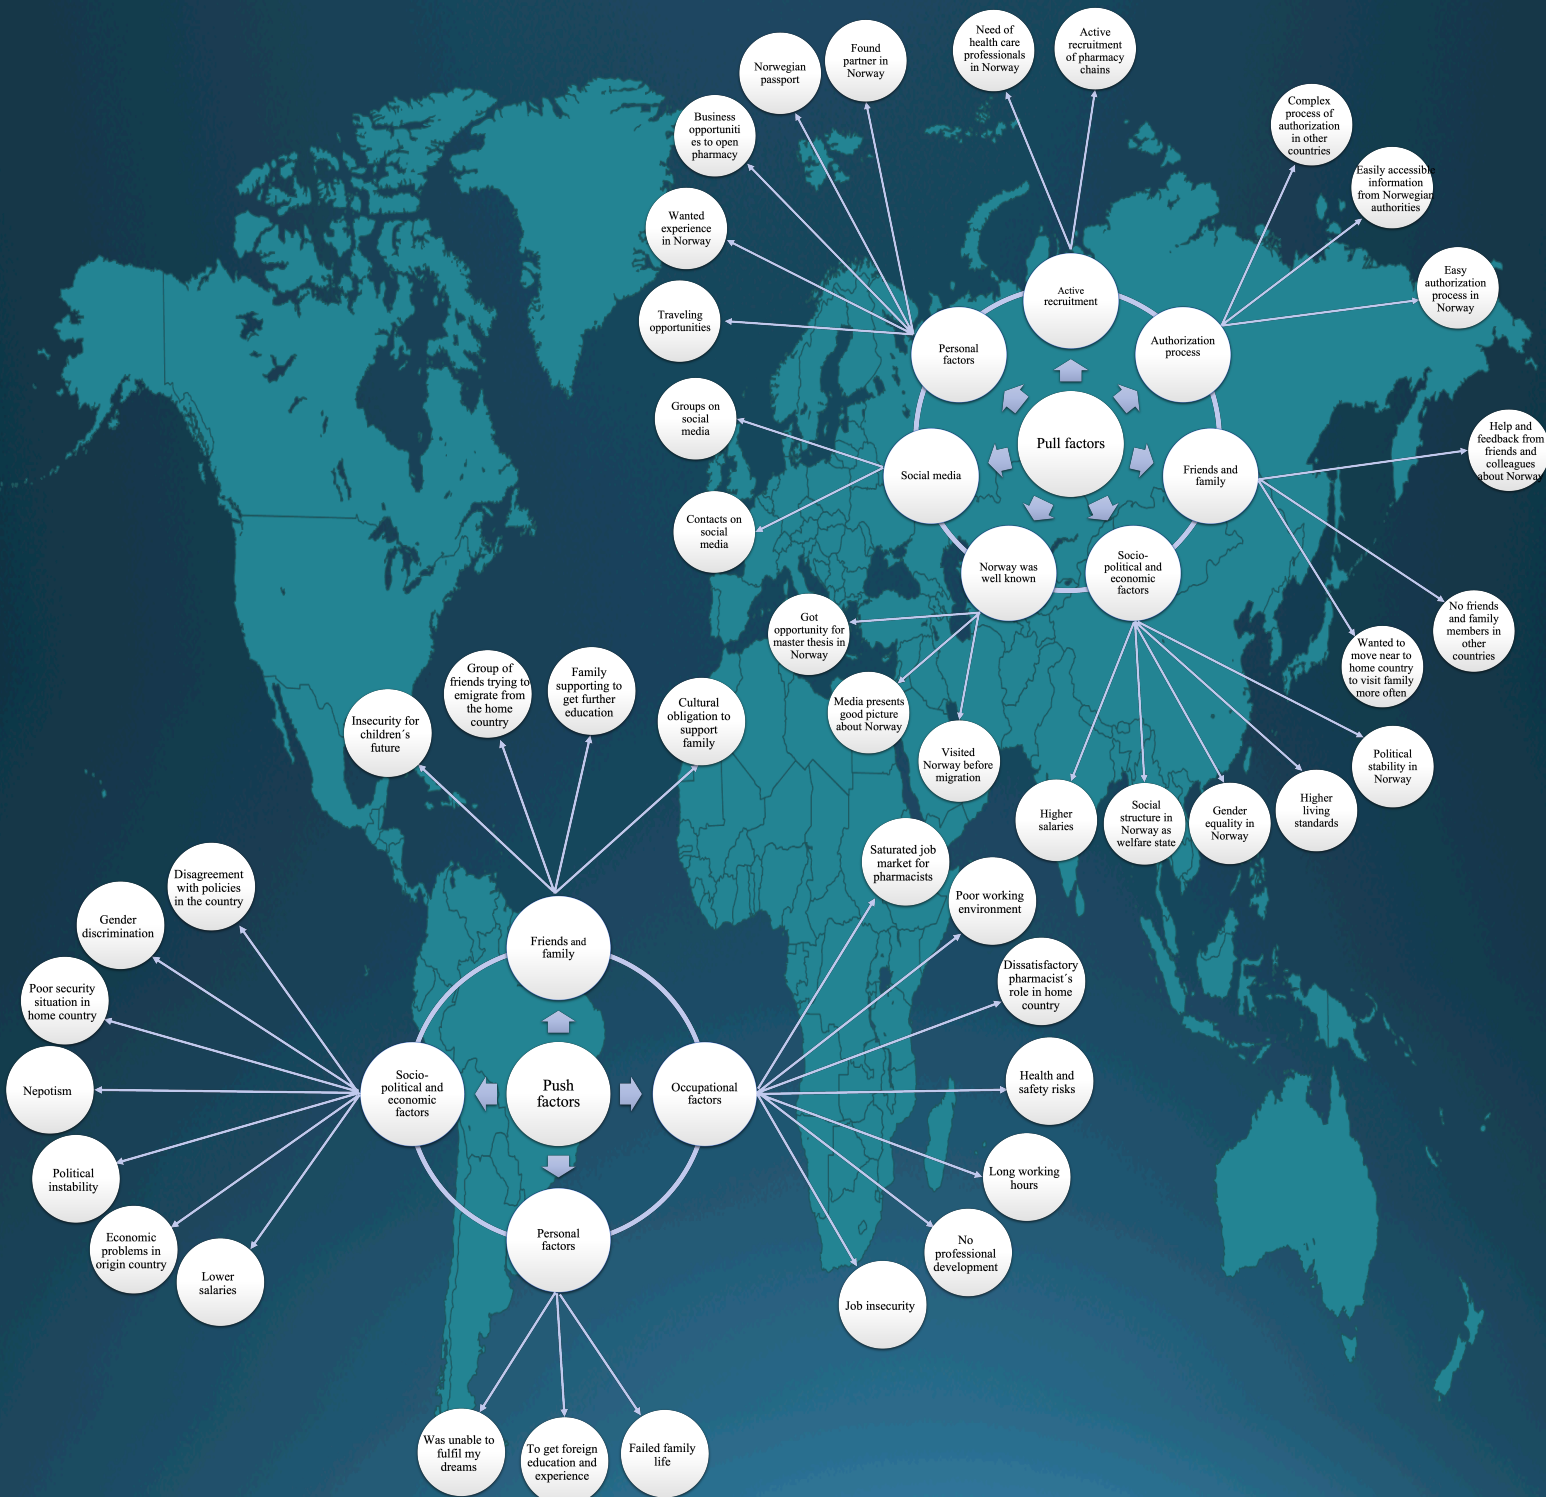 Found
partner in
Norway
Norwegian
passport
Business
opportuniti
es to open
pharmacy
Wanted
experience
in Norway
Traveling
opportunities
Need of
health care
professionals
in Norway
Active
recruitment
of pharmacy
chains
Complex
process of
authorization
in other
countries
Easily accessible
information
from Norwegian
authorities
Easy
authorization
process in
Norway
Active
recruitment
Personal
factors
Authorization
process
Pull factors
Social media
Friends and
family
Norway was
well known
Socio-
political and
economic
factors
Groups on
social
media
Contacts on
social
media
Help and
feedback from
friends and
colleagues
about Norway
No friends
and family
members in
other
countries
Wanted to
move near to
home country
to visit family
more often
Got
opportunity for
master thesis in
Norway
Media presents
good picture
about Norway
Visited
Norway before
migration
Higher
salaries
Social
structure in
Norway as
welfare state
Gender
equality in
Norway
Higher
living
standards
Political
stability in
Norway
Insecurity for
children´s
future
Group of
friends trying to
emigrate from
the home
country
Family
supporting to
get further
education
Cultural
obligation to
support
family
Friends and
family
Push
factors
Socio-
political and
economic
factors
Occupational
factors
Personal
factors
Disagreement
with policies
in the country
Gender
discrimination
Poor security
situation in
home country
Nepotism
Political
instability
Economic
problems in
origin country
Lower
salaries
Saturated job
market for
pharmacists
Poor working
environment
Dissatisfactory
pharmacist´s
role in home
country
Health and
safety risks
Long working
hours
No
professional
development
Job insecurity
Was unable to
fulfil my
dreams
To get foreign
education and
experience
Failed family
life